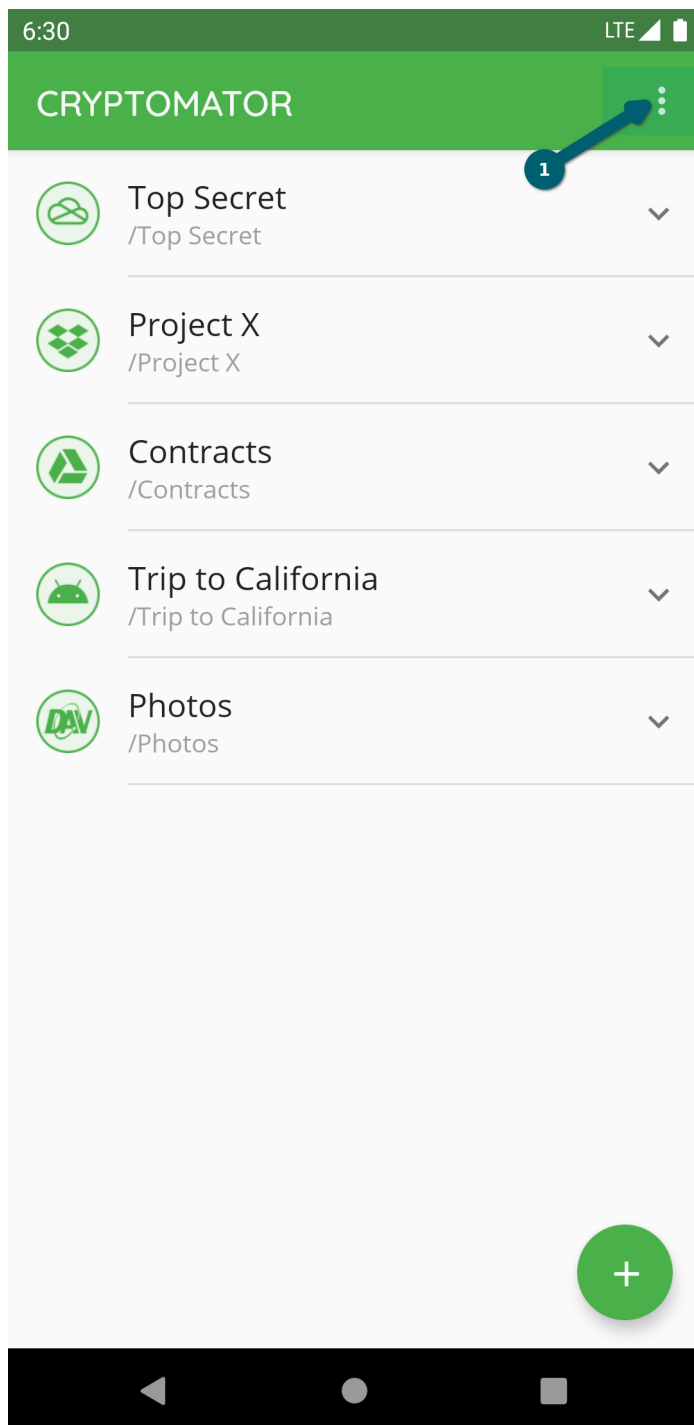 6:30 LTE
CRYPTOMATOR
1
Top Secret
/Top Secret
Project X
/Project X
Contracts
/Contracts
Trip to California
/Trip to California
DAV
Photos
/Photos
+